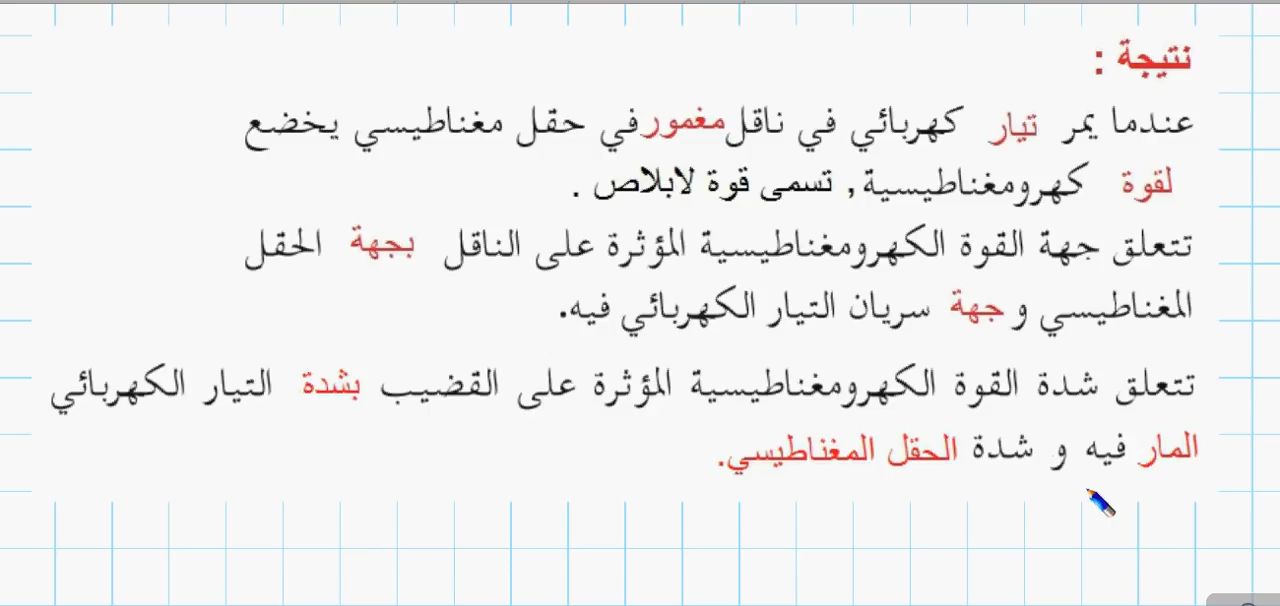 نتيجة :
عندما يمر تيار كهربائي في ناقل مغمور في حقل مغناطيسي يخضع
لقوة كهرومغناطيسية , تسمى قوة لابلاص .
تتعلق جهة القوة الكهرومغناطيسية المؤثرة على الناقل بجهة الحقل
المغناطيسي و جهة سريان التيار الكهربائي فيه.
تتعلق شدة القوة الكهرومغناطيسية المؤثرة على القضيب بشدة التيار الكهربائي
المار فيه و شدة الحقل المغناطيسي.